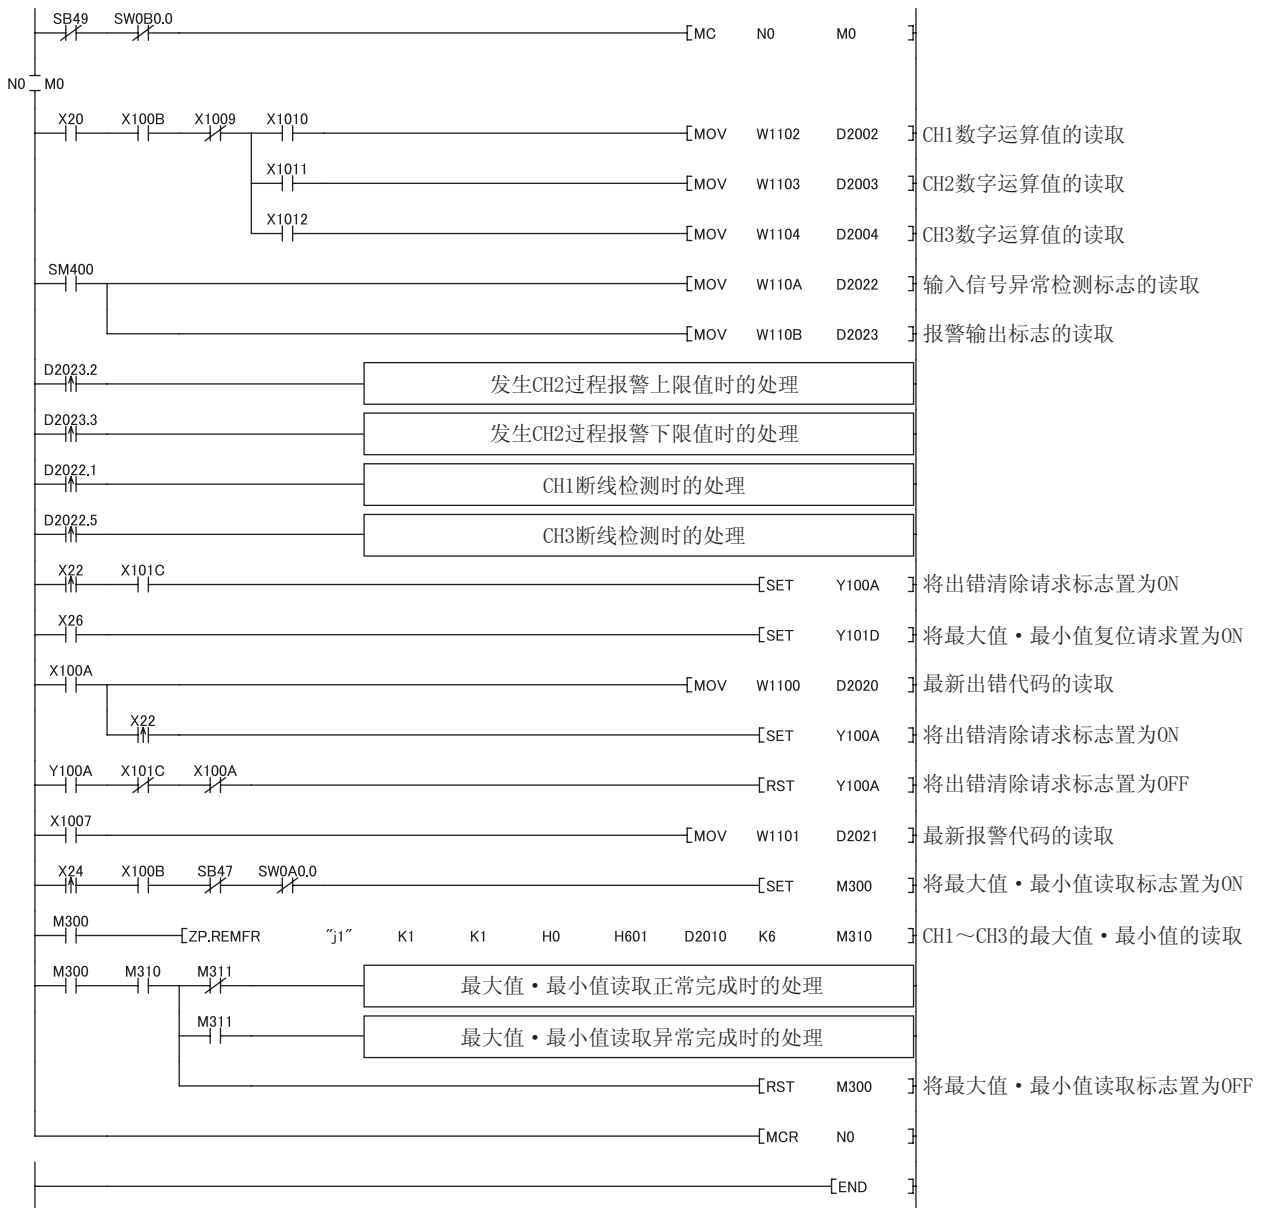 SB49 SW0B0.0
[MC N0 M0]
N0 M0
X20 X100B X1009 X1010
[MOV W1102 D2002] CH1数字运算值的读取
X1011
[MOV W1103 D2003] CH2数字运算值的读取
X1012
[MOV W1104 D2004] CH3数字运算值的读取
SM400
[MOV W110A D2022] 输入信号异常检测标志的读取
[MOV W110B D2023] 报警输出标志的读取
D2023.2
发生CH2过程报警上限值时的处理
D2023.3
发生CH2过程报警下限值时的处理
D2022.1
CH1断线检测时的处理
D2022.5
CH3断线检测时的处理
X22 X101C
[SET Y100A] 将出错清除请求标志置为ON
X26
[SET Y101D] 将最大值·最小值复位请求置为ON
X100A
[MOV W1100 D2020] 最新出错代码的读取
X22
[SET Y100A] 将出错清除请求标志置为ON
Y100A X101C X100A
[RST Y100A] 将出错清除请求标志置为OFF
X1007
[MOV W1101 D2021] 最新报警代码的读取
X24 X100B SB47 SW0A0.0
[SET M300] 将最大值·最小值读取标志置为ON
M300
[ZP.REMFR "j1" K1 K1 H0 H601 D2010 K6 M310] CH1～CH3的最大值·最小值的读取
M300 M310 M311
最大值·最小值读取正常完成时的处理
M311
最大值·最小值读取异常完成时的处理
[RST M300] 将最大值·最小值读取标志置为OFF
[MCR N0]
[END]